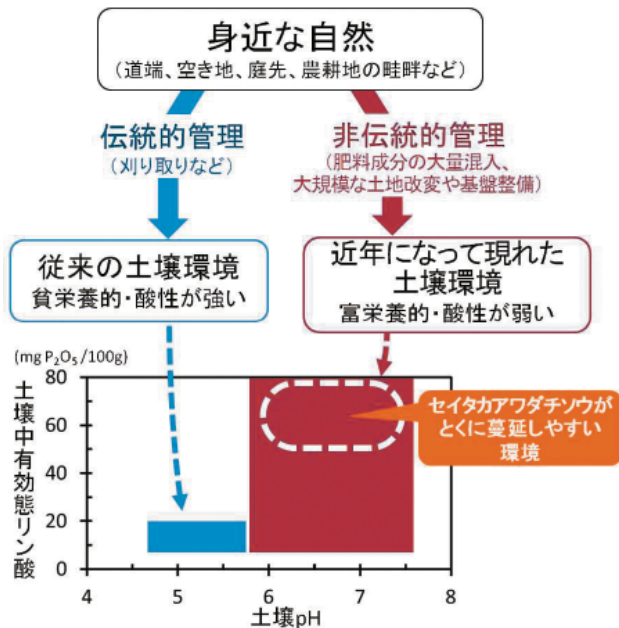 身近な自然
（道端、空き地、庭先、農耕地の畦畔など）
伝統的管理
（刈り取りなど）
非伝統的管理
（肥料成分の大量混入、
大規模な土地改変や基盤整備）
従来の土壌環境
貧栄養的・酸性が強い
近年になって現れた
土壌環境
富栄養的・酸性が弱い
(mg P₂O₅/100g)
土壌中有効態リン酸
80
60
40
20
0
セイタカアワダチソウが
とくに蔓延しやすい
環境
4 5 6 7 8
土壌pH